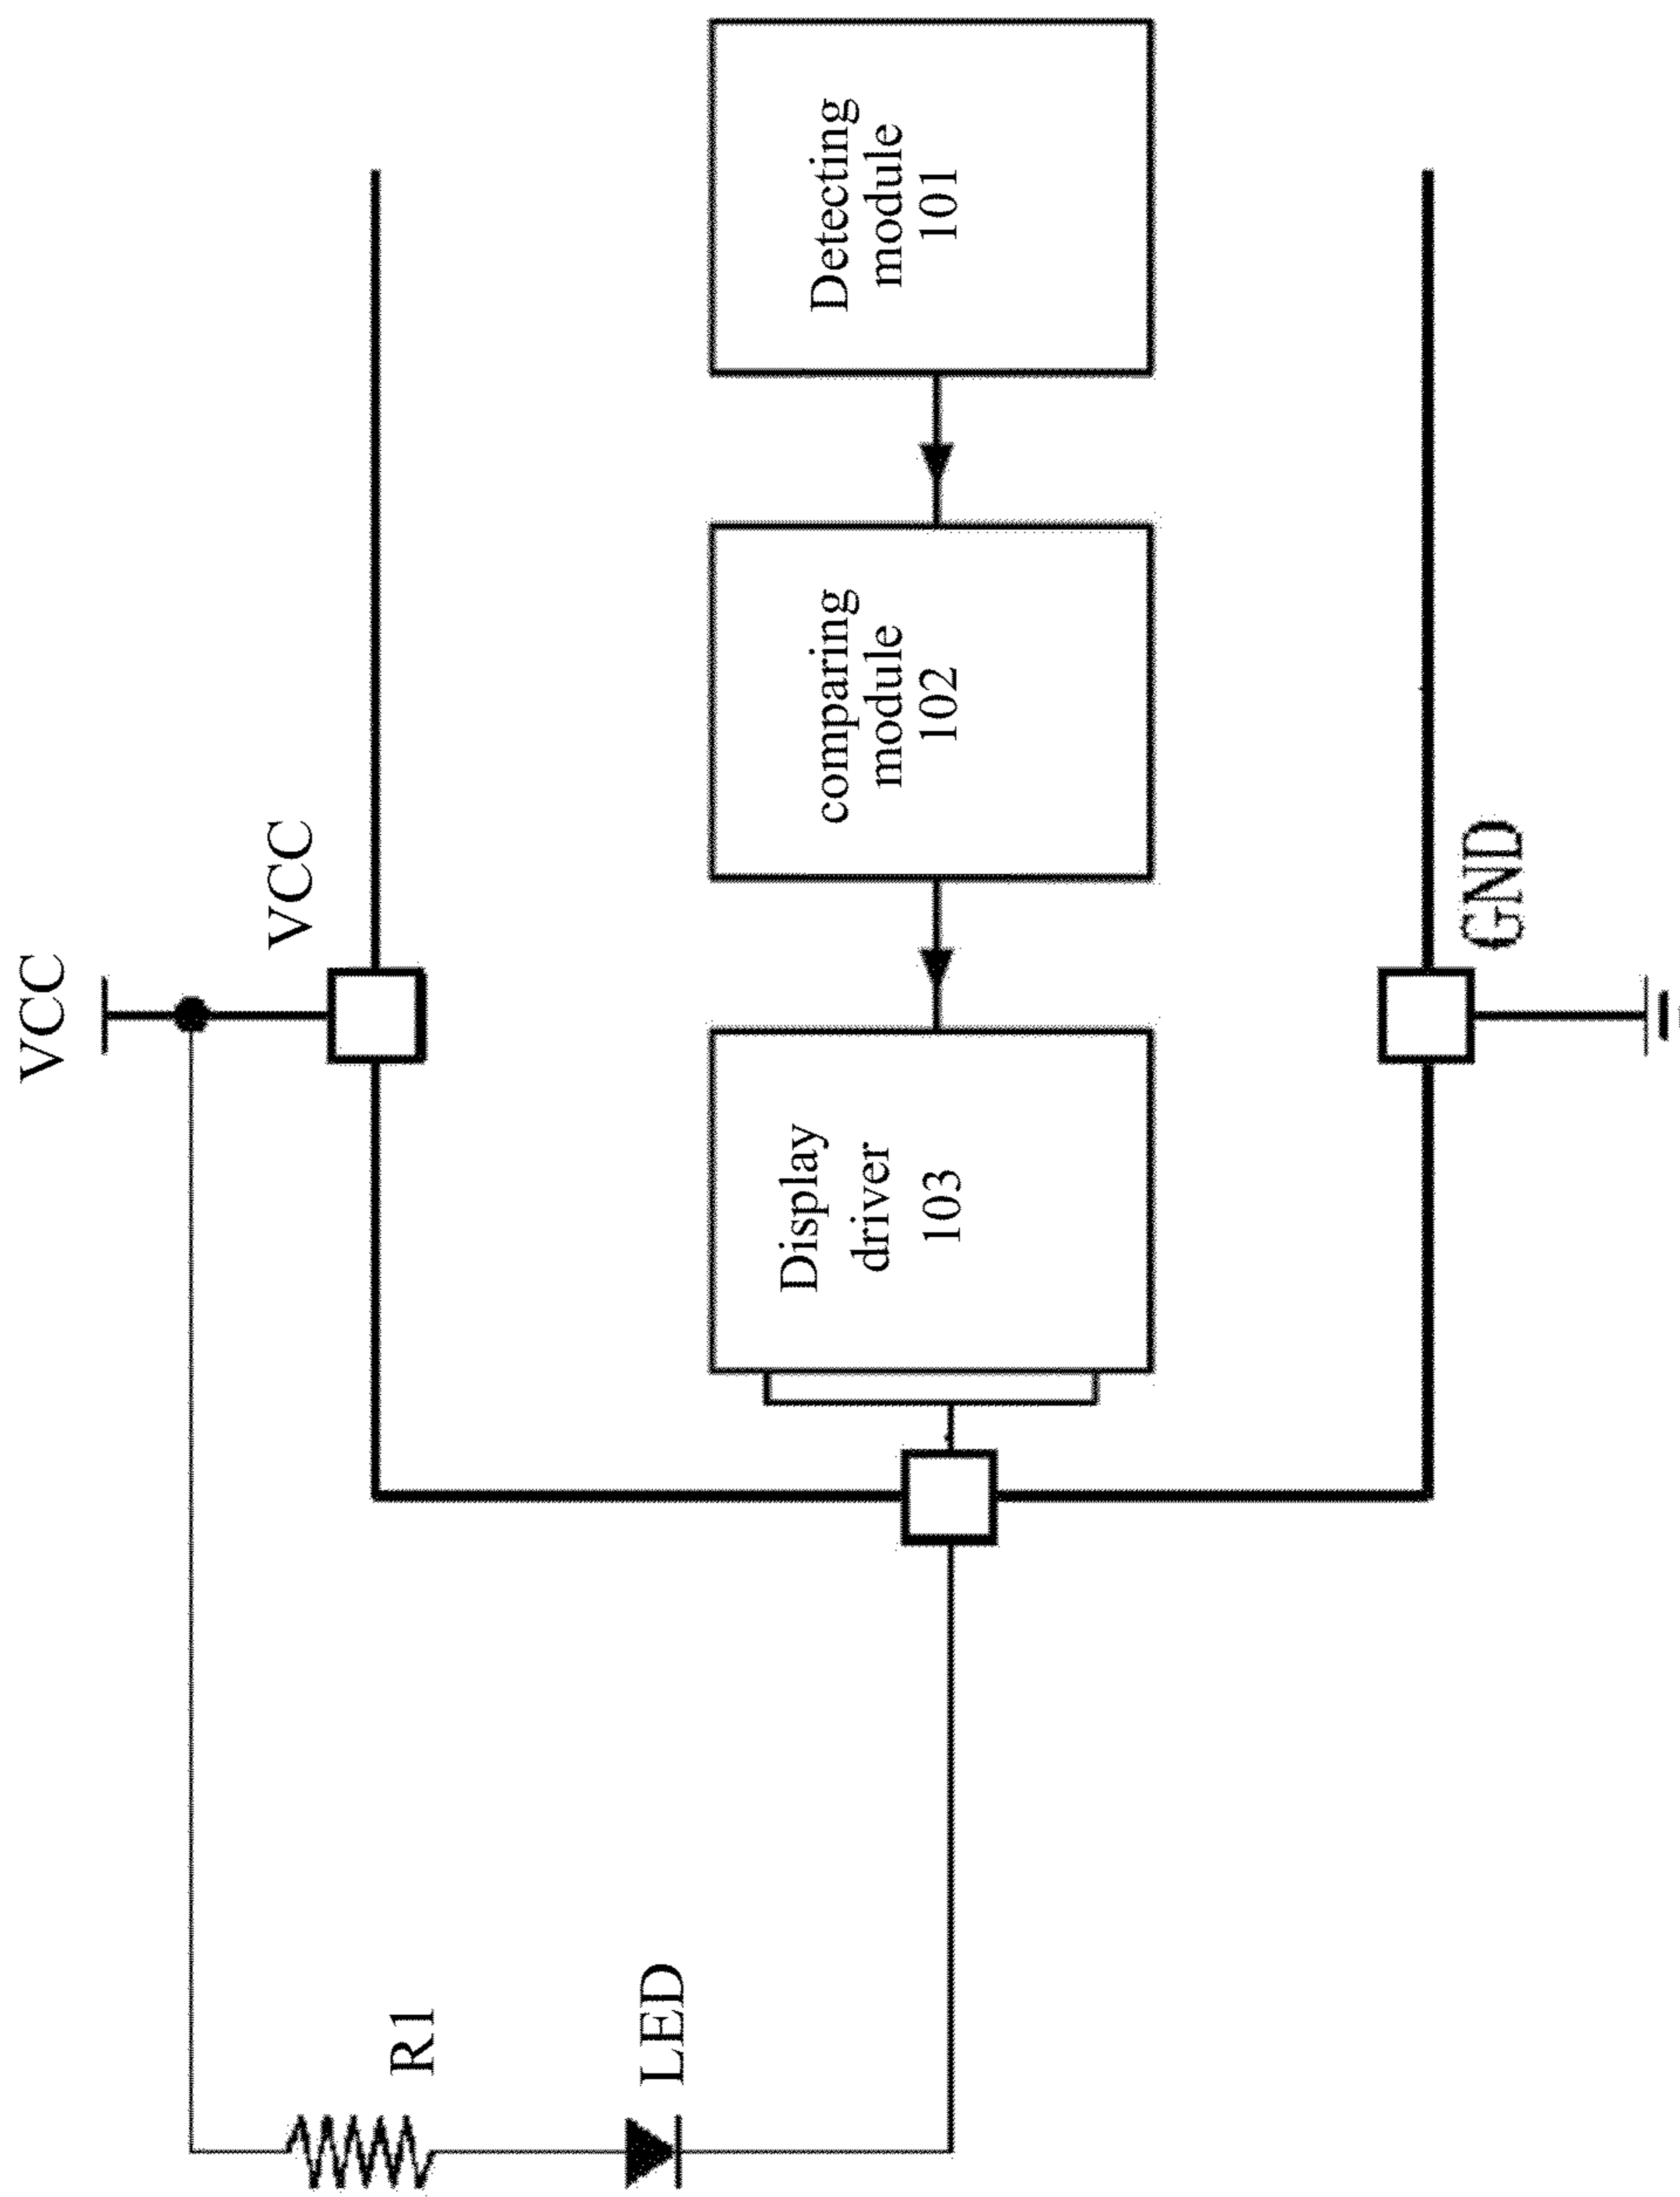 VCC
VCC
R1
LED
Display
driver
103
comparing
module
102
Detecting
module
101
GND